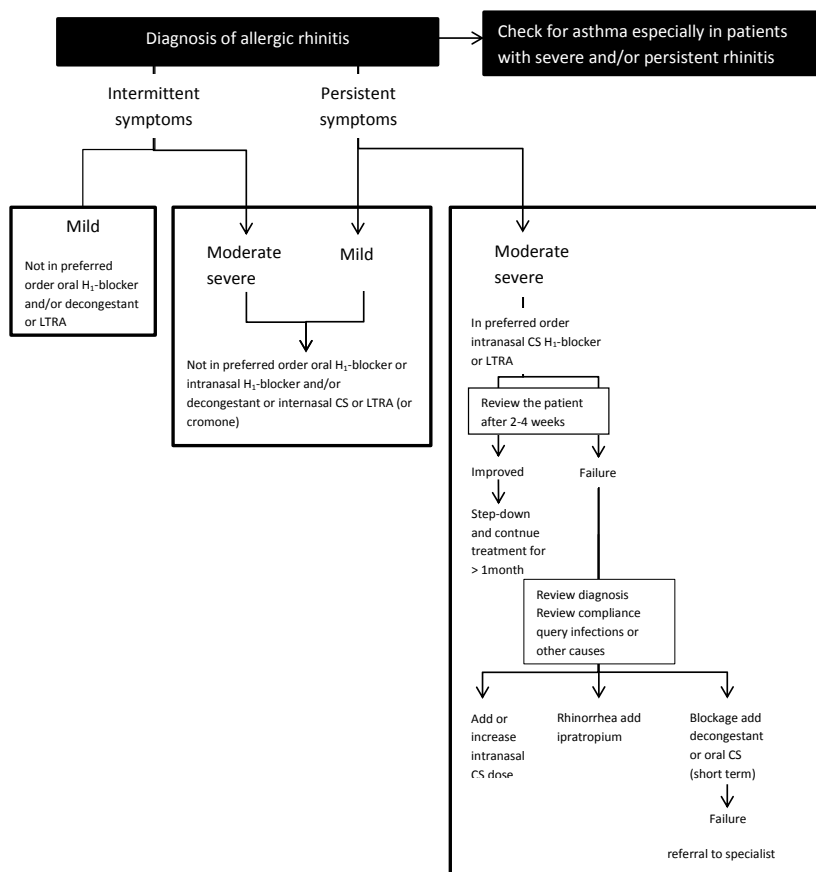 Diagnosis of allergic rhinitis
Check for asthma especially in patients
with severe and/or persistent rhinitis
Intermittent
symptoms
Persistent
symptoms
Mild
Not in preferred
order oral H₁-blocker
and/or decongestant
or LTRA
Moderate
severe
Mild
Not in preferred order oral H₁-blocker or
intranasal H₁-blocker and/or
decongestant or internasal CS or LTRA (or
cromone)
Moderate
severe
In preferred order
intranasal CS H₁-blocker
or LTRA
Review the patient
after 2-4 weeks
Improved
Failure
Step-down
and contnue
treatment for
> 1month
Review diagnosis
Review compliance
query infections or
other causes
Add or
increase
intranasal
CS dose
Rhinorrhea add
ipratropium
Blockage add
decongestant
or oral CS
(short term)
Failure
referral to specialist